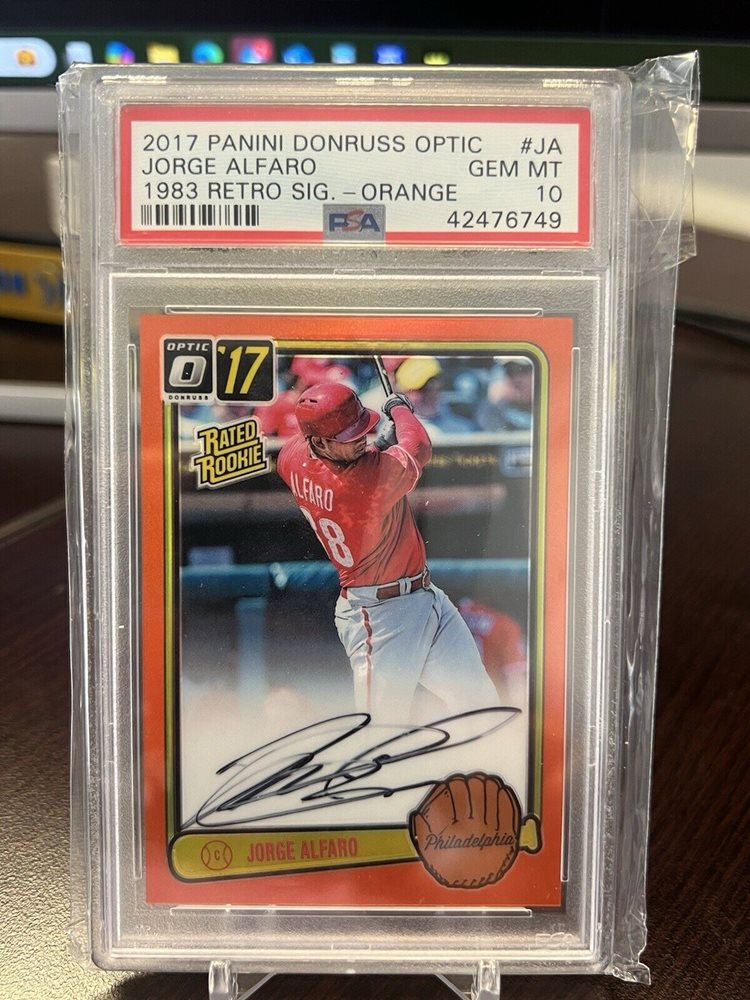 2017 PANINI DONRUSS OPTIC #JA
JORGE ALFARO GEM MT
1983 RETRO SIG. - ORANGE 10
PSA 42476749
OPTIC
O '17
DONRUSS
RATED
ROOKIE
ALFARO
C JORGE ALFARO
Philadelphia